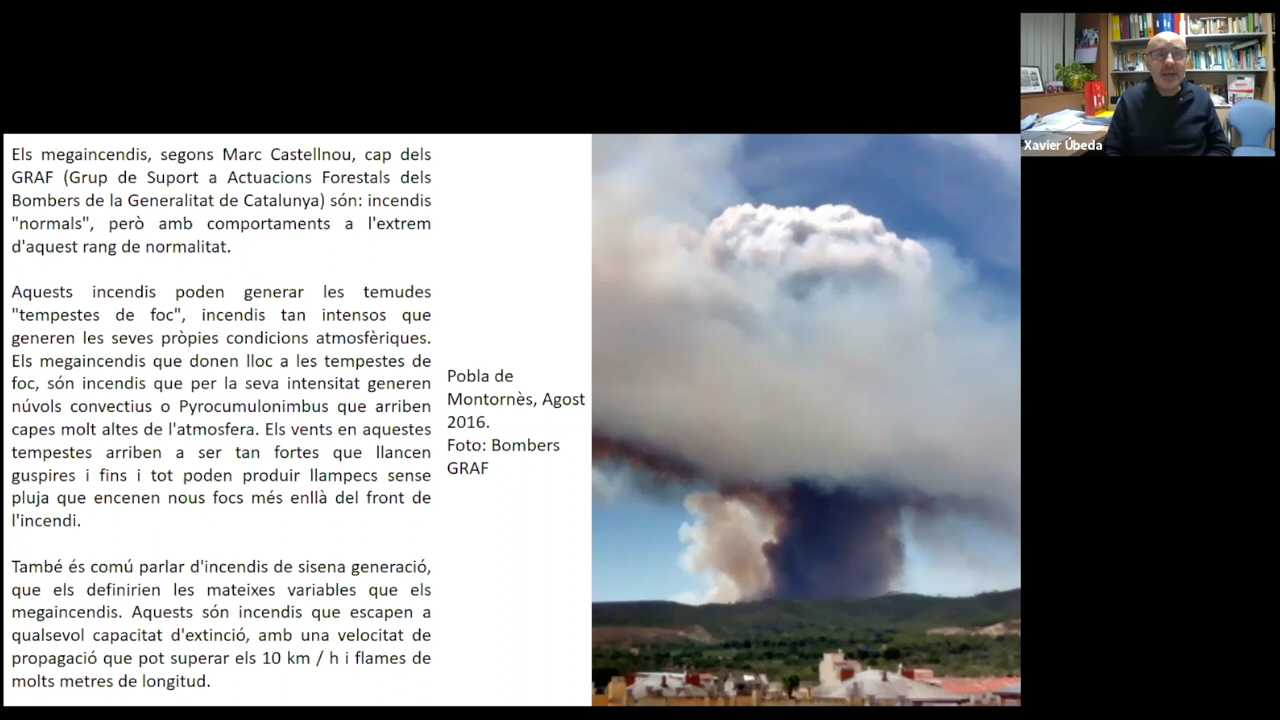 Els megaincendis, segons Marc Castellnou, cap dels
GRAF (Grup de Suport a Actuacions Forestals dels
Bombers de la Generalitat de Catalunya) són: incendis
"normals", però amb comportaments a l'extrem
d'aquest rang de normalitat.
Aquests incendis poden generar les temudes
"tempestes de foc", incendis tan intensos que
generen les seves pròpies condicions atmosfèriques.
Els megaincendis que donen lloc a les tempestes de
foc, són incendis que per la seva intensitat generen
núvols convectius o Pyrocumulonimbus que arriben
capes molt altes de l'atmosfera. Els vents en aquestes
tempestes arriben a ser tan fortes que llancen
guspires i fins i tot poden produir llampecs sense
pluja que encenen nous focs més enllà del front de
l'incendi.
També és comú parlar d'incendis de sisena generació,
que els definirien les mateixes variables que els
megaincendis. Aquests són incendis que escapen a
qualsevol capacitat d'extinció, amb una velocitat de
propagació que pot superar els 10 km / h i flames de
molts metres de longitud.
Pobla de
Montornès, Agost
2016.
Foto: Bombers
GRAF
Xavier Úbeda